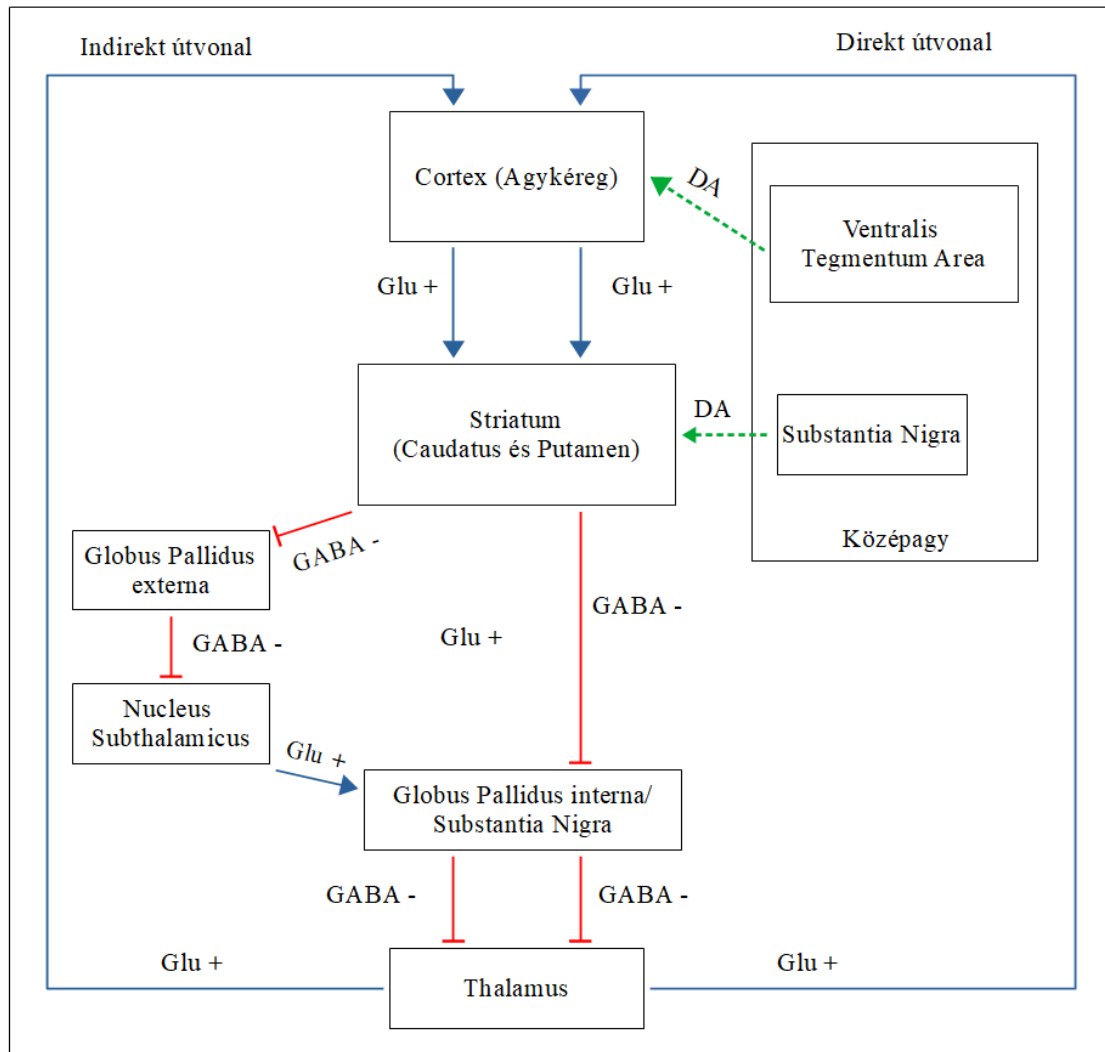 Indirekt útvonal
Direkt útvonal
Cortex (Agykéreg)
DA
Ventralis
Tegmentum Area
Glu +
Glu +
Striatum
(Caudatus és Putamen)
DA
Substantia Nigra
Középagy
Globus Pallidus
externa
GABA -
GABA -
Glu +
GABA -
Nucleus
Subthalamicus
Glu +
Globus Pallidus interna/
Substantia Nigra
GABA -
GABA -
Glu +
Thalamus
Glu +